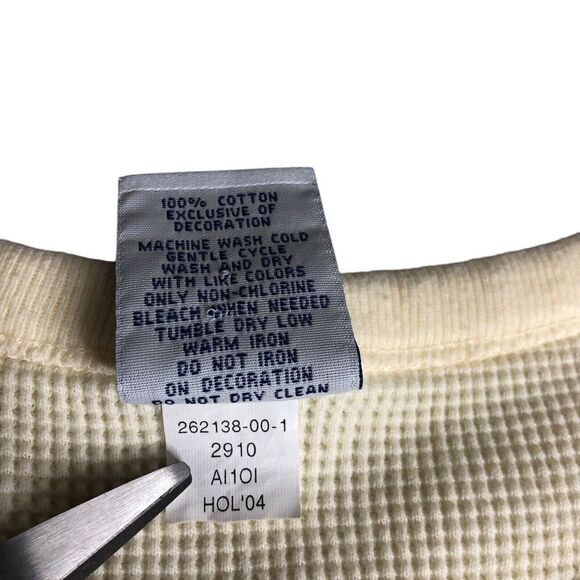 100% COTTON
EXCLUSIVE OF
DECORATION
MACHINE WASH COLD
GENTLE CYCLE
WASH AND DRY
WITH LIKE COLORS
ONLY NON-CHLORINE
BLEACH WHEN NEEDED
TUMBLE DRY LOW
WARM IRON
DO NOT IRON
ON DECORATION
DO NOT DRY CLEAN
262138-00-1
2910
AI1OI
HOL'04